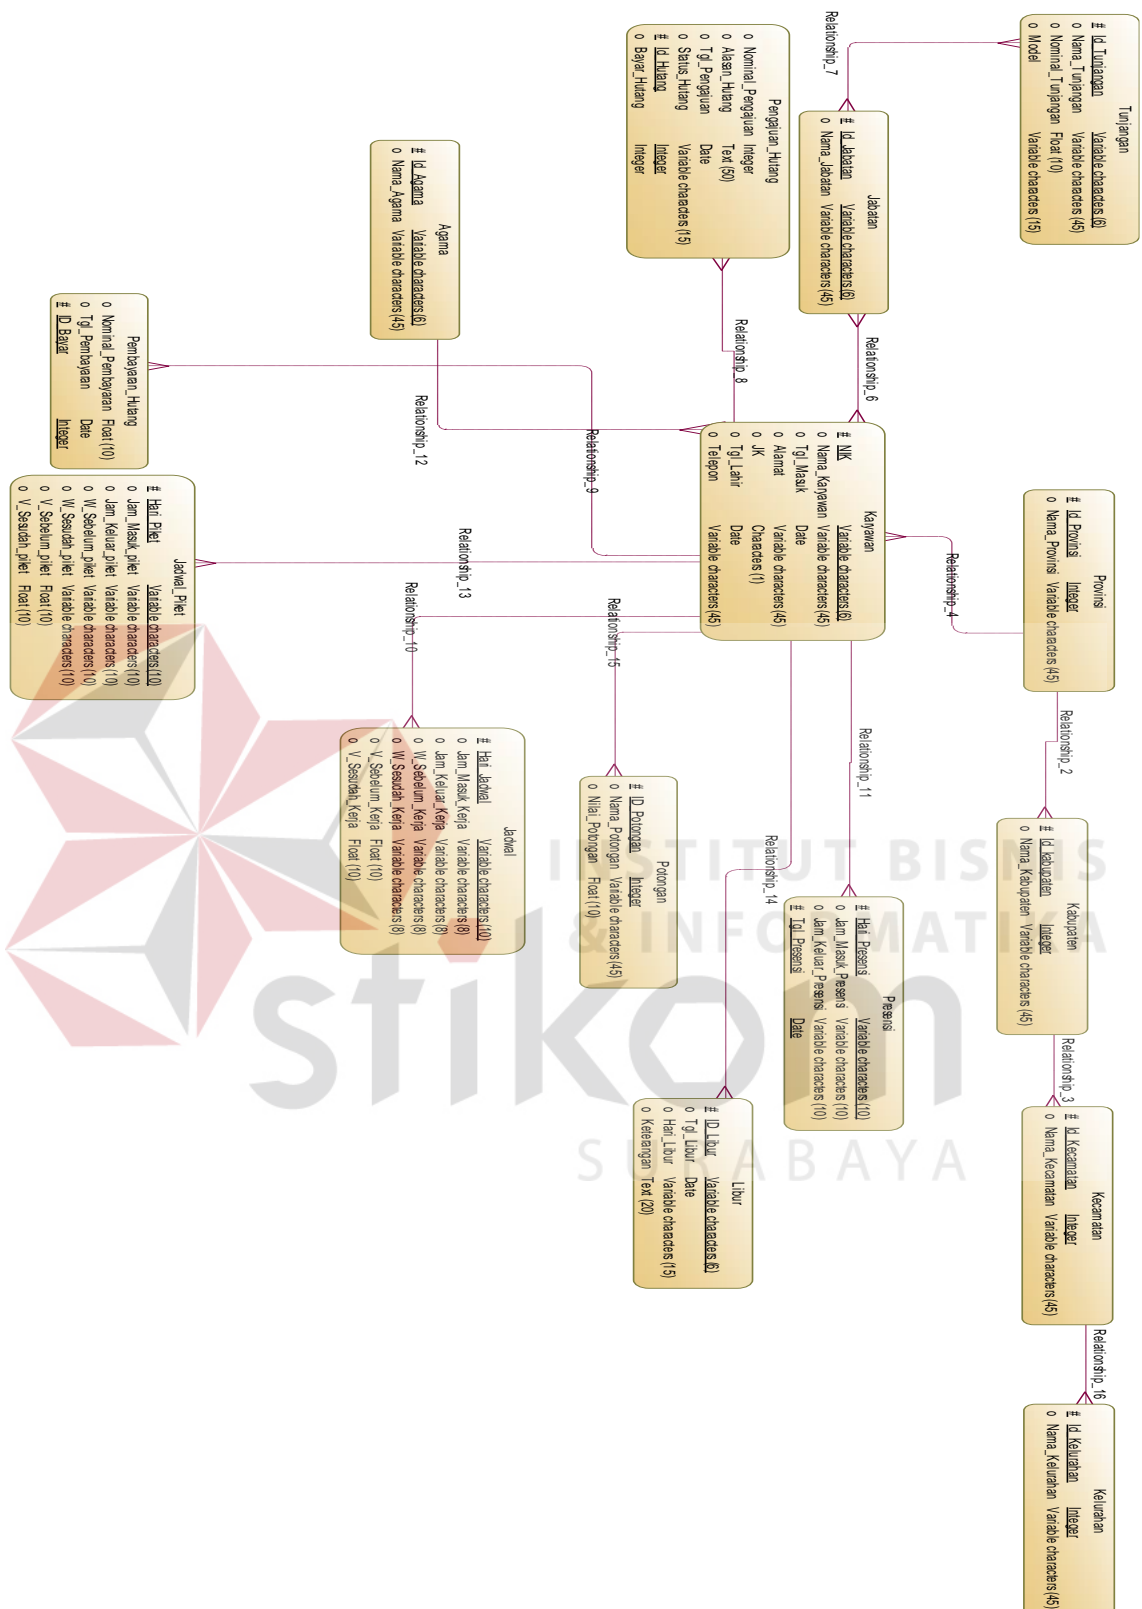 Tunjangan
# Id_Tunjangan Variable characters (6)
o Nama_Tunjangan Variable characters (45)
o Nominal_Tunjangan Float (10)
o Model Variable characters (15)
Relationship_7
Jabatan
# Id_Jabatan Variable characters (6)
o Nama_Jabatan Variable characters (45)
Relationship_6
Pengajuan_Hutang
o Nominal_Pengajuan Integer
o Alasan_Hutang Text (50)
o Tgl_Pengajuan Date
o Status_Hutang Variable characters (15)
# Id_Hutang Integer
o Bayar_Hutang Integer
Relationship_8
Agama
# Id_Agama Variable characters (6)
o Nama_Agama Variable characters (45)
Relationship_12
Pembayaran_Hutang
o Nominal_Pembayaran Float (10)
o Tgl_Pembayaran Date
# ID_Bayar Integer
Relationship_9
Karyawan
# NIK Variable characters (6)
o Nama_Karyawan Variable characters (45)
o Tgl_Masuk Date
o Alamat Variable characters (45)
o JK Characters (1)
o Tgl_Lahir Date
o Telepon Variable characters (45)
Provinsi
# Id_Provinsi Integer
o Nama_Provinsi Variable characters (45)
Relationship_4
Relationship_2
Kabupaten
# Id_kabupaten Integer
o Nama_Kabupaten Variable characters (45)
Relationship_3
Kecamatan
# Id_Kecamatan Integer
o Nama_Kecamatan Variable characters (45)
Relationship_16
Kelurahan
# Id_Kelurahan Integer
o Nama_Kelurahan Variable characters (45)
Jadwal_Piket
# Hari_Piket Variable characters (10)
o Jam_Masuk_piket Variable characters (10)
o Jam_Keluar_piket Variable characters (10)
o W_Sebelum_piket Variable characters (10)
o W_Sesudah_piket Variable characters (10)
o V_Sebelum_piket Float (10)
o V_Sesudah_piket Float (10)
Relationship_13
Relationship_10
Relationship_15
Relationship_11
Relationship_14
Jadwal
# Hari_Jadwal Variable characters (10)
o Jam_Masuk_Kerja Variable characters (8)
o Jam_Keluar_Kerja Variable characters (8)
o W_Sebelum_Kerja Variable characters (8)
o W_Sesudah_Kerja Variable characters (8)
o V_Sebelum_Kerja Float (10)
o V_Sesudah_Kerja Float (10)
Potongan
# ID_Potongan Integer
o Nama_Potongan Variable characters (45)
o Nilai_Potongan Float (10)
Presensi
# Hari_Presensi Variable characters (10)
o Jam_Masuk_Presensi Variable characters (10)
o Jam_Keluar_Presensi Variable characters (10)
# Tgl_Presensi Date
Libur
# ID_Libur Variable characters (6)
o Tgl_Libur Date
o Hari_Libur Variable characters (15)
o Keterangan Text (20)
INSTITUT BISNIS
& INFORMATIKA
stikom
SURABAYA